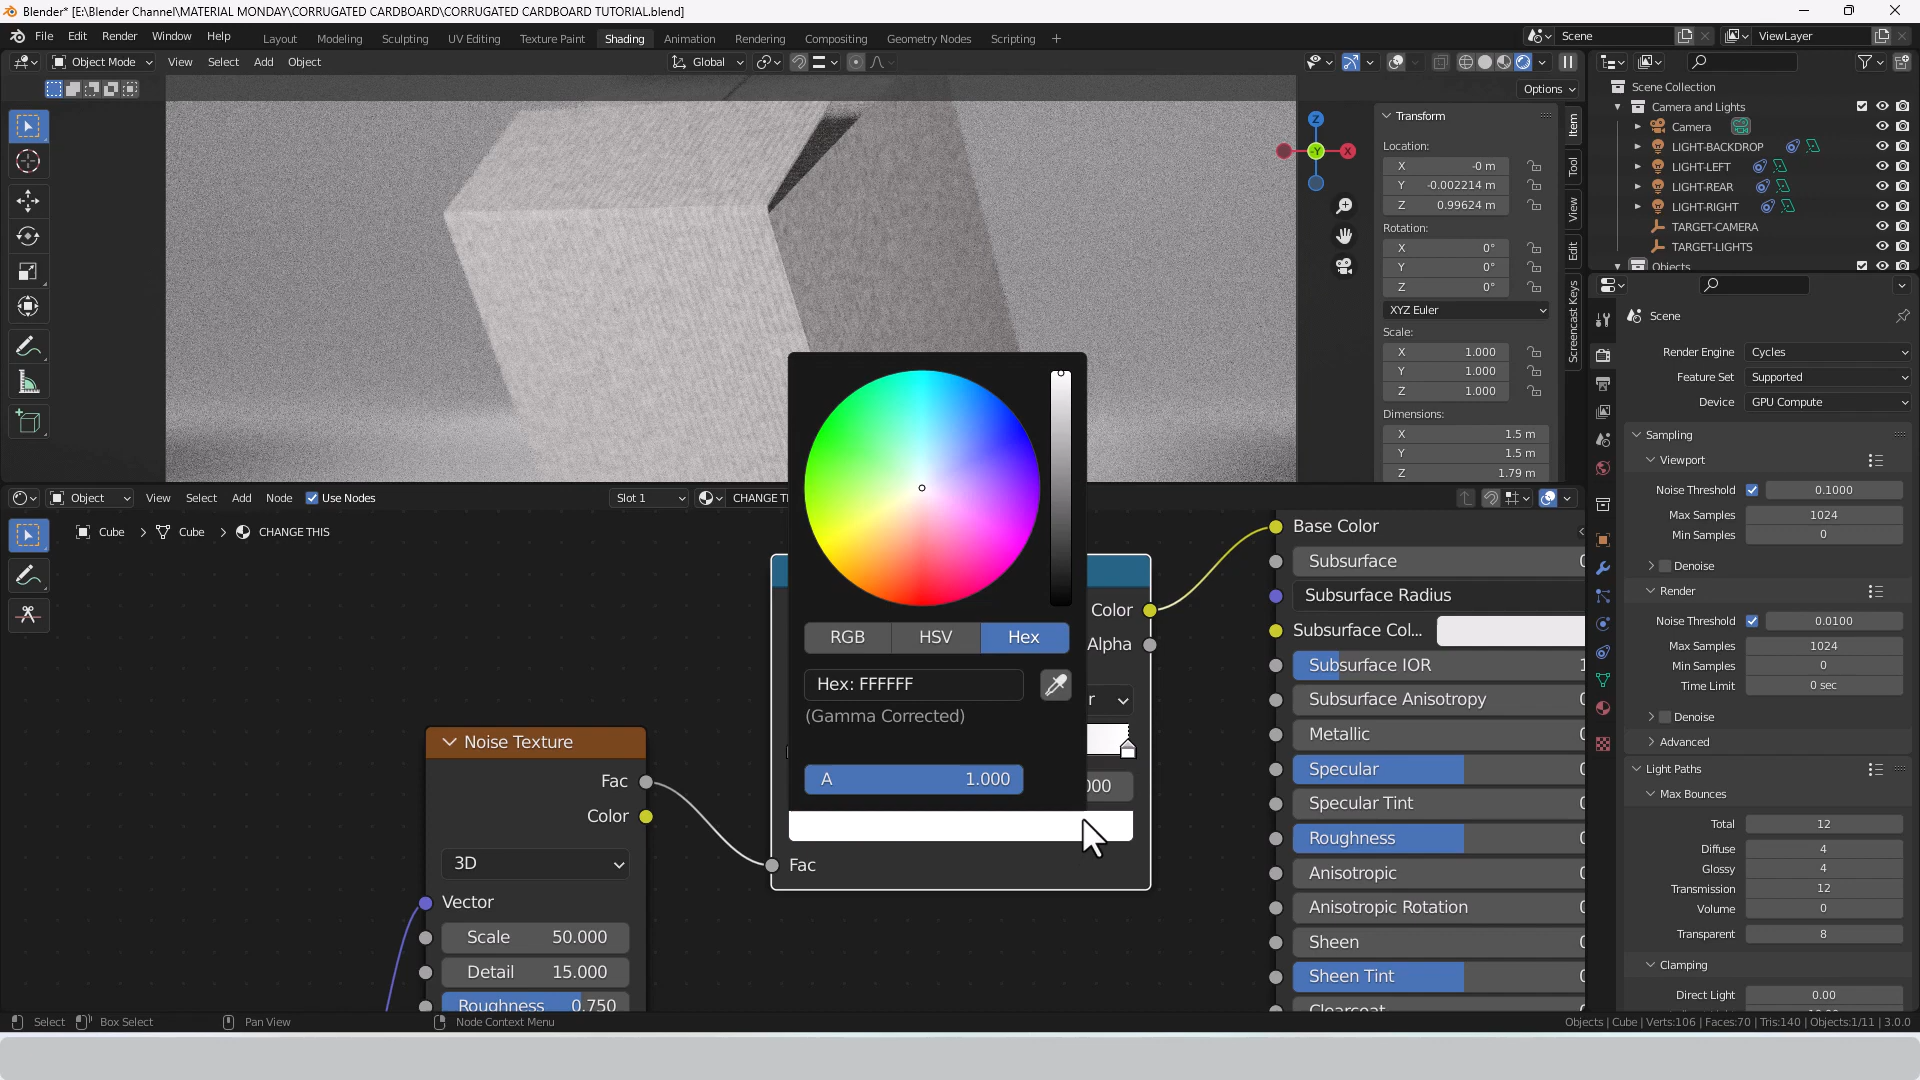 Blender* [E:\Blender Channel\MATERIAL MONDAY\CORRUGATED CARDBOARD\CORRUGATED CARDBOARD TUTORIAL.blend]
File Edit Render Window Help
Layout Modeling Sculpting UV Editing Texture Paint Shading Animation Rendering Compositing Geometry Nodes Scripting +
Scene
ViewLayer
Object Mode View Select Add Object
Global
Options
Transform
Location:
X -0 m
Y -0.002214 m
Z 0.99624 m
Rotation:
X 0°
Y 0°
Z 0°
XYZ Euler
Scale:
X 1.000
Y 1.000
Z 1.000
Dimensions:
X 1.5 m
Y 1.5 m
Z 1.79 m
Item
Tool
View
Edit
Screencast Keys
Z
-Y
X
Scene Collection
Camera and Lights
Camera
LIGHT-BACKDROP
LIGHT-LEFT
LIGHT-REAR
LIGHT-RIGHT
TARGET-CAMERA
TARGET-LIGHTS
Objects
Scene
Render Engine Cycles
Feature Set Supported
Device GPU Compute
Sampling
Viewport
Noise Threshold 0.1000
Max Samples 1024
Min Samples 0
Denoise
Render
Noise Threshold 0.0100
Max Samples 1024
Min Samples 0
Time Limit 0 sec
Denoise
Advanced
Light Paths
Max Bounces
Total 12
Diffuse 4
Glossy 4
Transmission 12
Volume 0
Transparent 8
Clamping
Direct Light 0.00
Object View Select Add Node Use Nodes
Slot 1
CHANGE T
Cube > Cube > CHANGE THIS
Noise Texture
Fac
Color
3D
Vector
Scale 50.000
Detail 15.000
Roughness 0.750
RGB HSV Hex
Hex: FFFFFF
(Gamma Corrected)
A 1.000
Color
Alpha
r
000
Fac
Base Color
Subsurface
Subsurface Radius
Subsurface Col...
Subsurface IOR
Subsurface Anisotropy
Metallic
Specular
Specular Tint
Roughness
Anisotropic
Anisotropic Rotation
Sheen
Sheen Tint
Clearcoat
Select Box Select Pan View Node Context Menu
Objects | Cube | Verts:106 | Faces:70 | Tris:140 | Objects:1/11 | 3.0.0